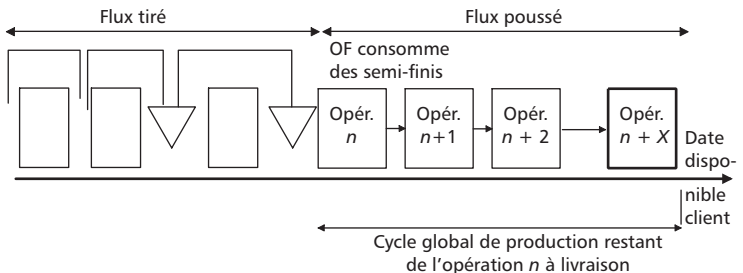 Flux tiré
Flux poussé
OF consomme
des semi-finis
Opér.
n
Opér.
n+1
Opér.
n + 2
Opér.
n + X
Date
dispo-
nible
client
Cycle global de production restant
de l'opération n à livraison